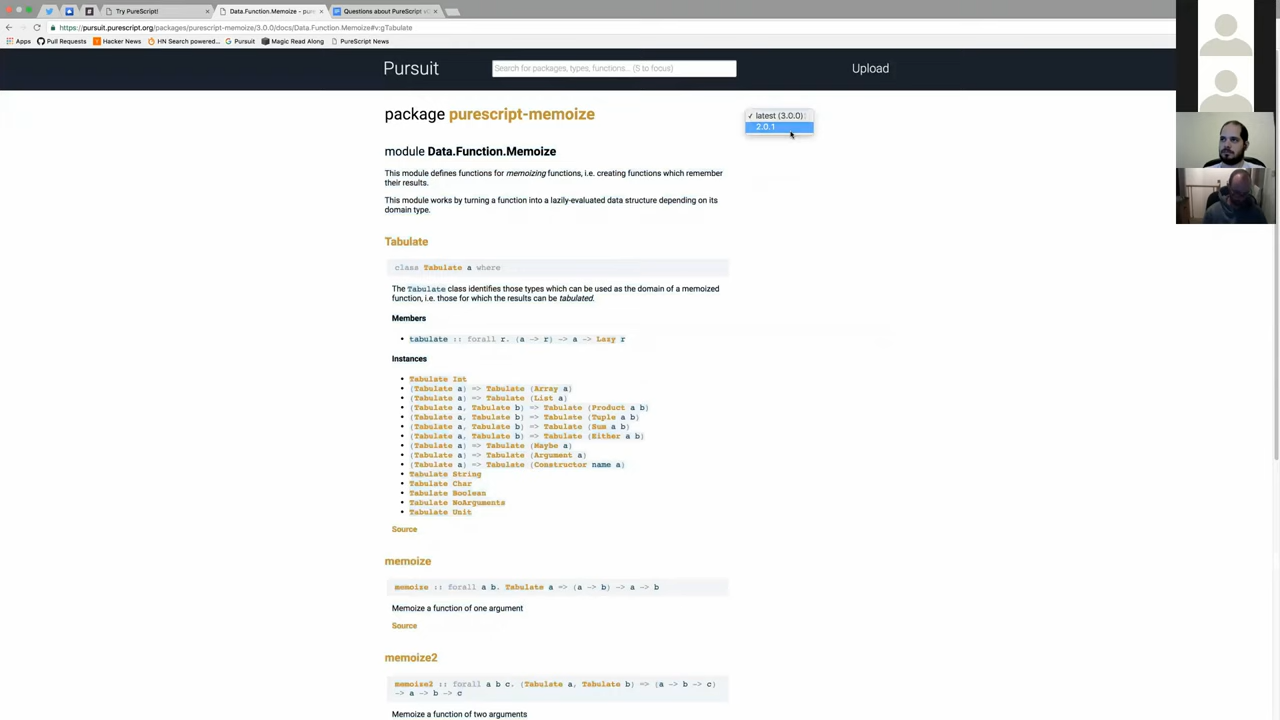 Try PureScript!
Data.Function.Memoize - pure
Questions about PureScript w
https://pursuit.purescript.org/packages/purescript-memoize/3.0.0/docs/Data.Function.Memoize#v:gTabulate
Apps Pull Requests Hacker News HN Search powered... Pursuit Magic Read Along PureScript News
Pursuit
Search for packages, types, functions... (S to focus)
Upload
package purescript-memoize
✓ latest (3.0.0)
2.0.1
module Data.Function.Memoize
This module defines functions for memoizing functions, i.e. creating functions which remember
their results.
This module works by turning a function into a lazily-evaluated data structure depending on its
domain type.
Tabulate
class Tabulate a where
The Tabulate class identifies those types which can be used as the domain of a memoized
function, i.e. those for which the results can be tabulated.
Members
• tabulate :: forall r. (a -> r) -> a -> Lazy r
Instances
• Tabulate Int
• (Tabulate a) => Tabulate (Array a)
• (Tabulate a) => Tabulate (List a)
• (Tabulate a, Tabulate b) => Tabulate (Product a b)
• (Tabulate a, Tabulate b) => Tabulate (Tuple a b)
• (Tabulate a, Tabulate b) => Tabulate (Sum a b)
• (Tabulate a, Tabulate b) => Tabulate (Either a b)
• (Tabulate a) => Tabulate (Maybe a)
• (Tabulate a) => Tabulate (Argument a)
• (Tabulate a) => Tabulate (Constructor name a)
• Tabulate String
• Tabulate Char
• Tabulate Boolean
• Tabulate NoArguments
• Tabulate Unit
Source
memoize
memoize :: forall a b. Tabulate a => (a -> b) -> a -> b
Memoize a function of one argument
Source
memoize2
memoize2 :: forall a b c. (Tabulate a, Tabulate b) => (a -> b -> c)
-> a -> b -> c
Memoize a function of two arguments